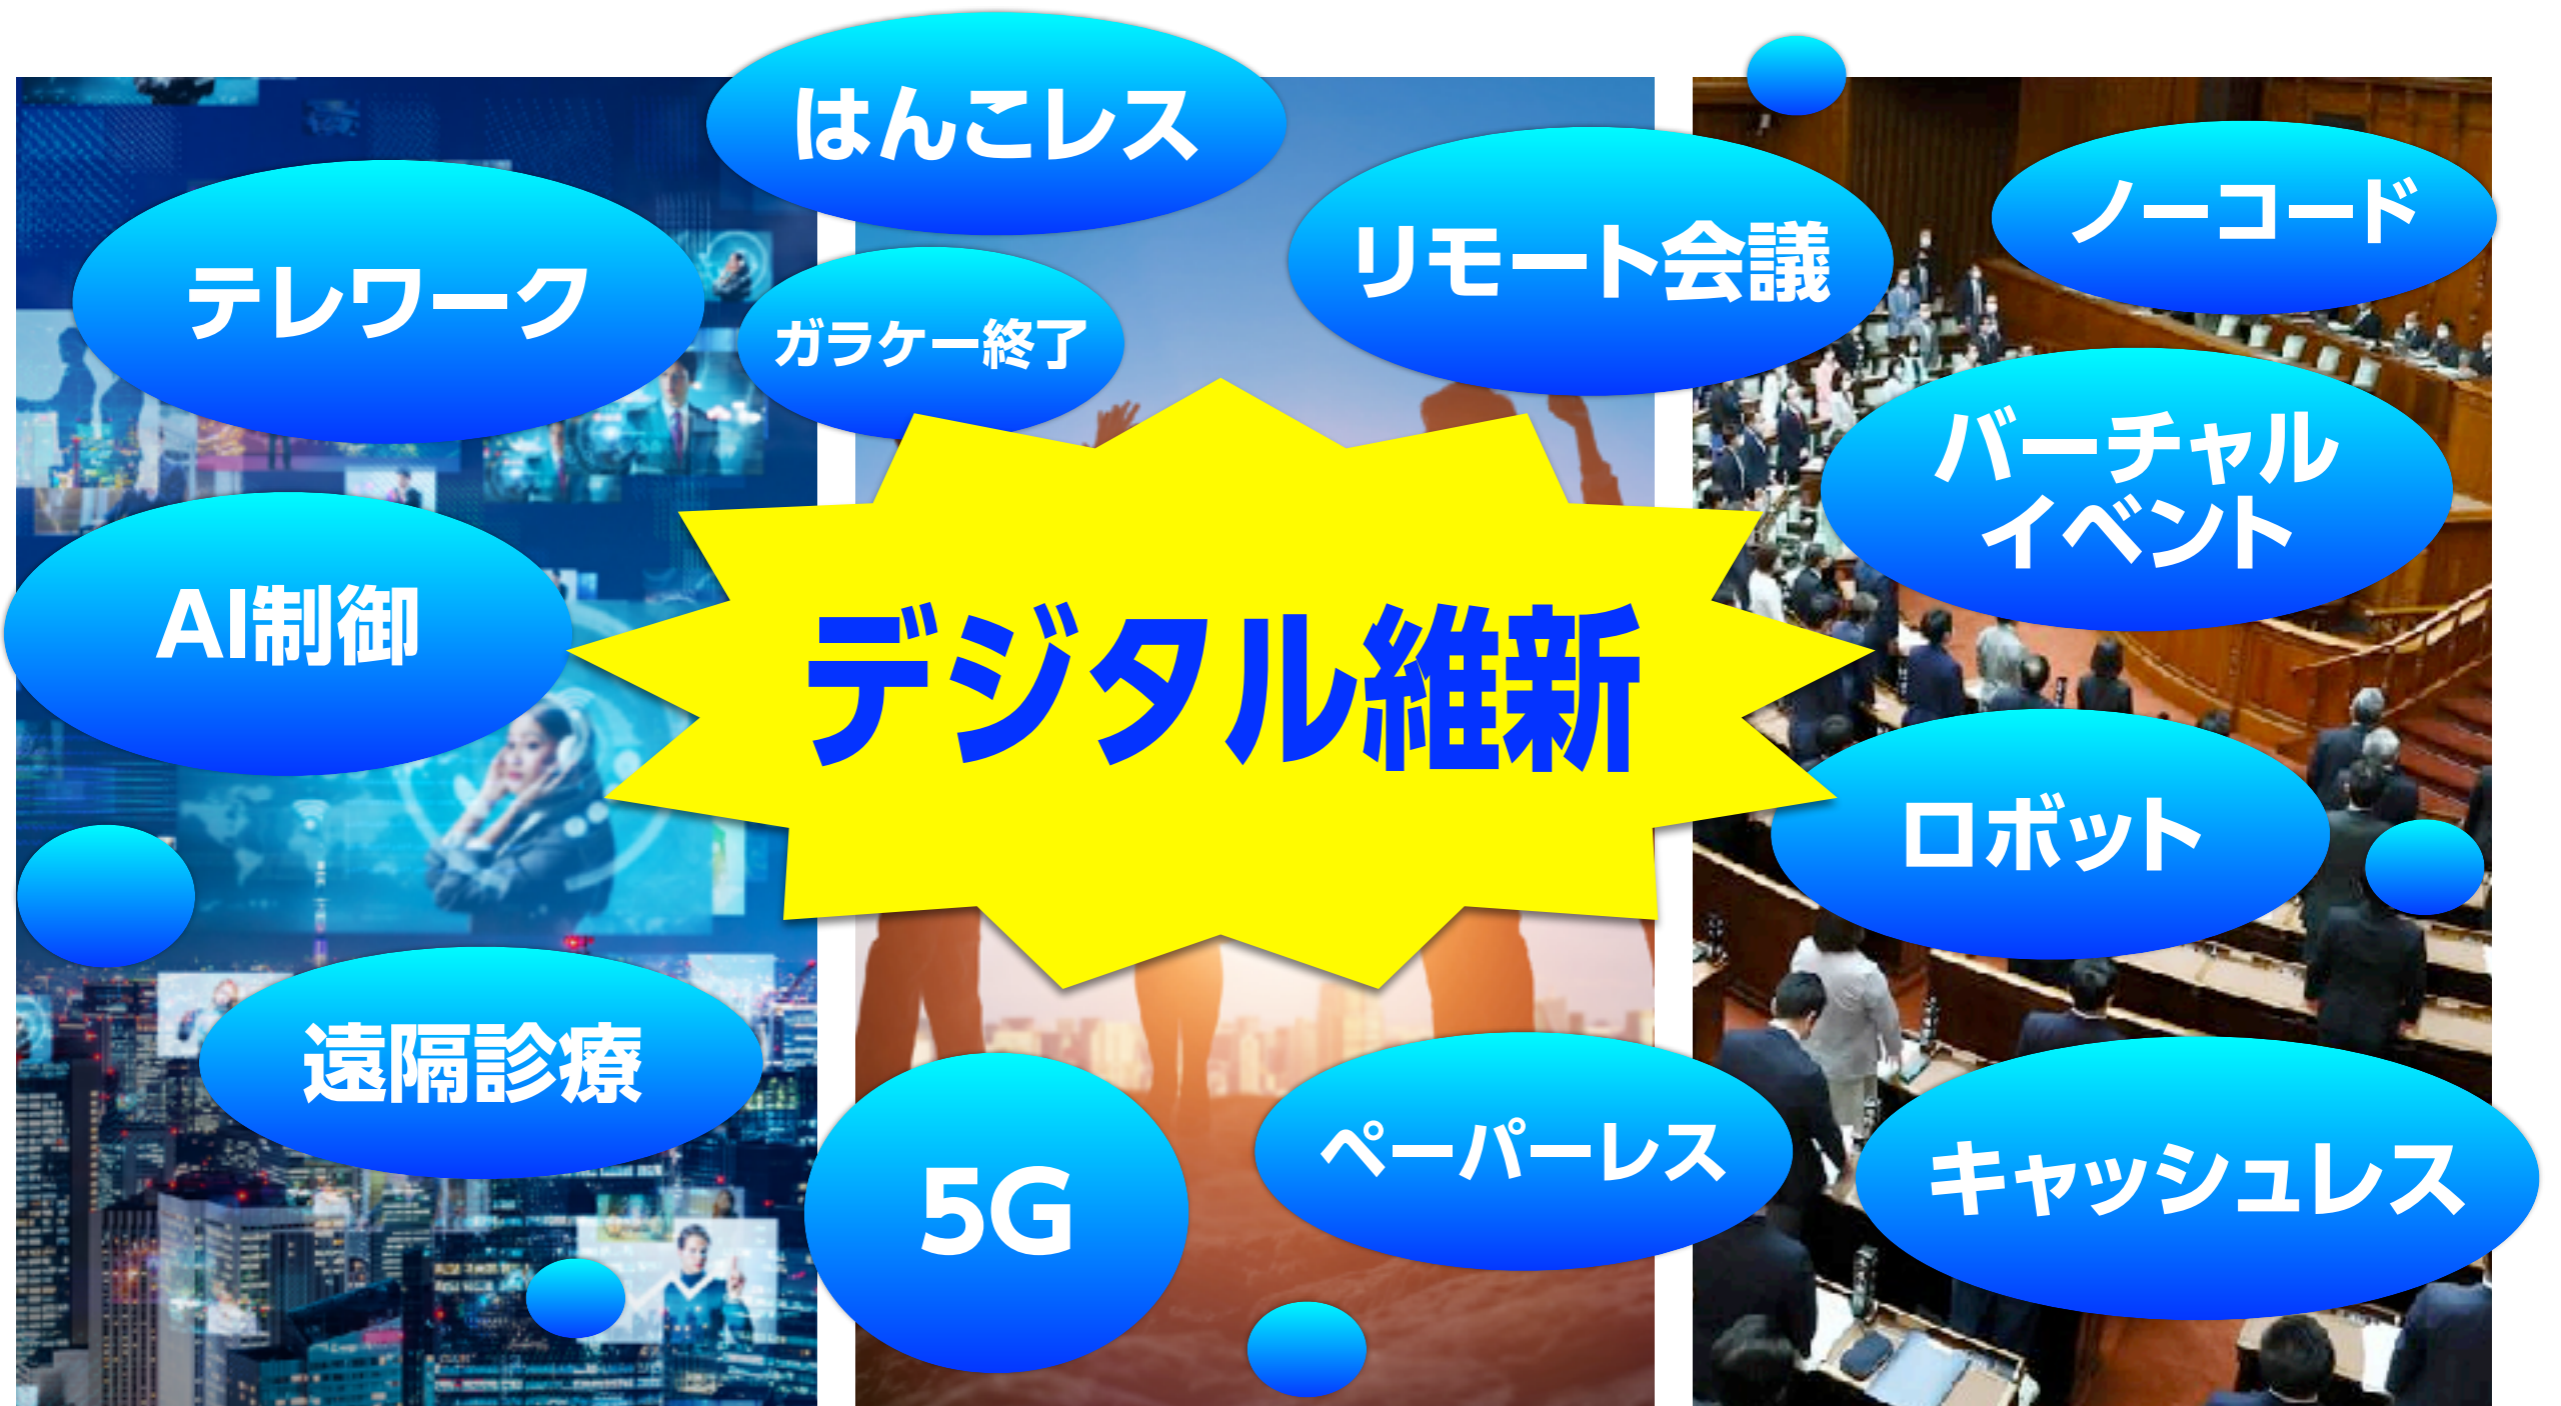 はんこレス
テレワーク
ガラケー終了
リモート会議
ノーコード
バーチャル
イベント
AI制御
デジタル維新
ロボット
遠隔診療
5G
ペーパーレス
キャッシュレス